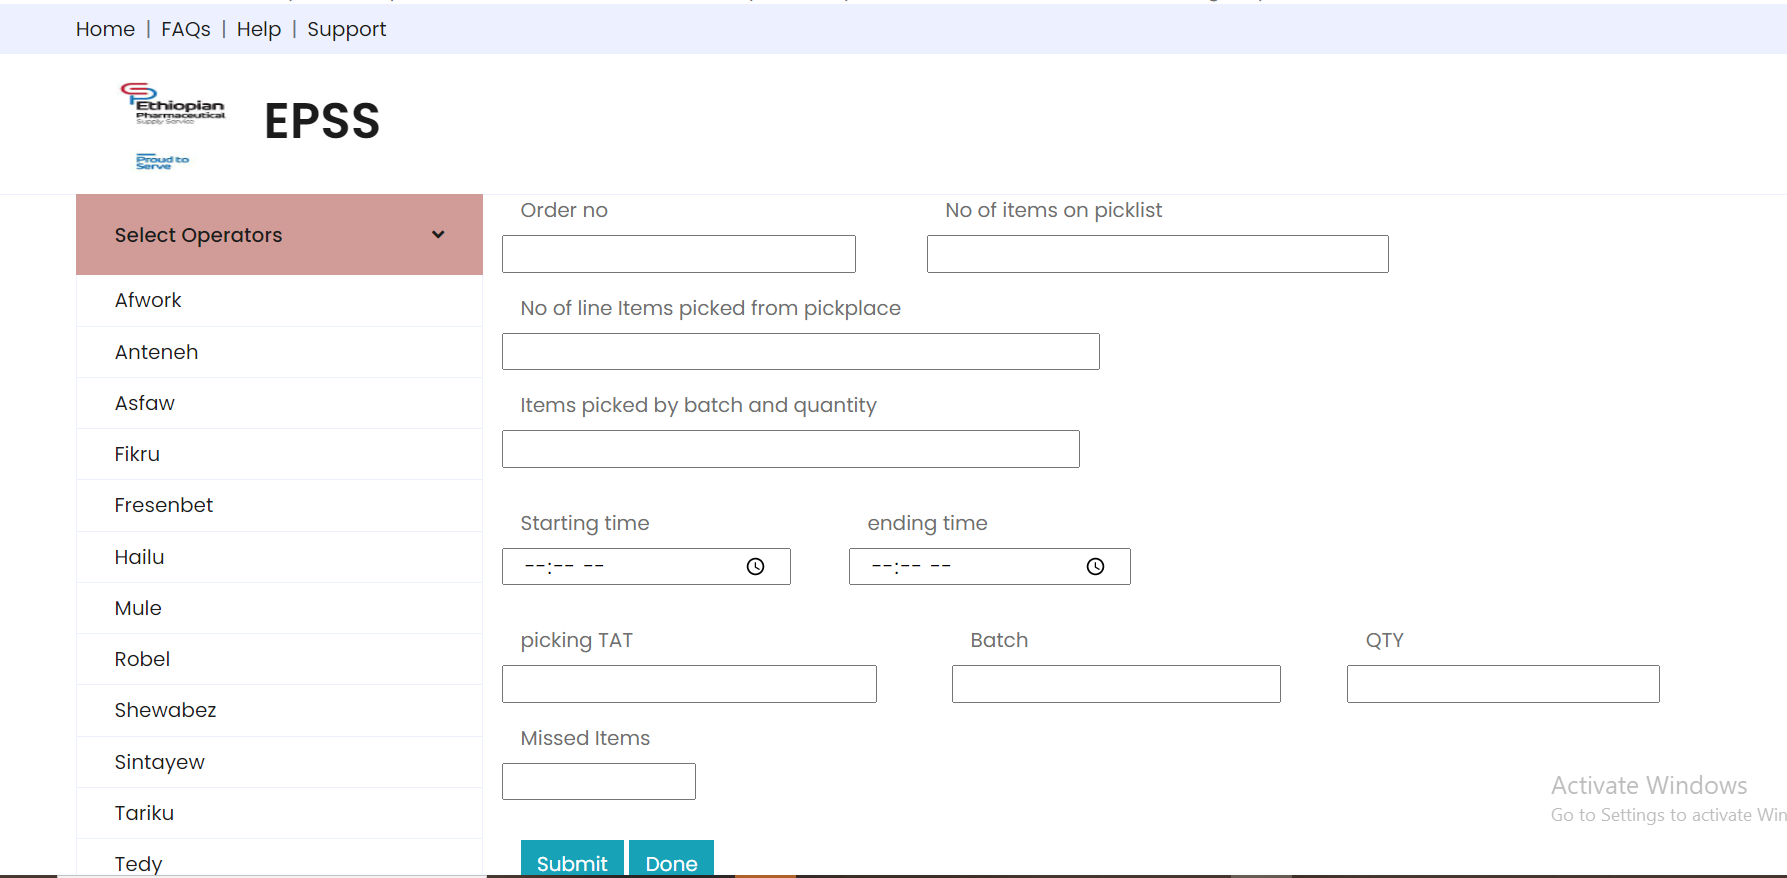 Home | FAQs | Help | Support
Ethiopian
Pharmaceutical
Supply Service
Proud to
Serve
EPSS
Select Operators
Afwork
Anteneh
Asfaw
Fikru
Fresenbet
Hailu
Mule
Robel
Shewabez
Sintayew
Tariku
Tedy
Order no
No of items on picklist
No of line Items picked from pickplace
Items picked by batch and quantity
Starting time
ending time
--:-- --
--:-- --
picking TAT
Batch
QTY
Missed Items
Submit
Done
Activate Windows
Go to Settings to activate Win